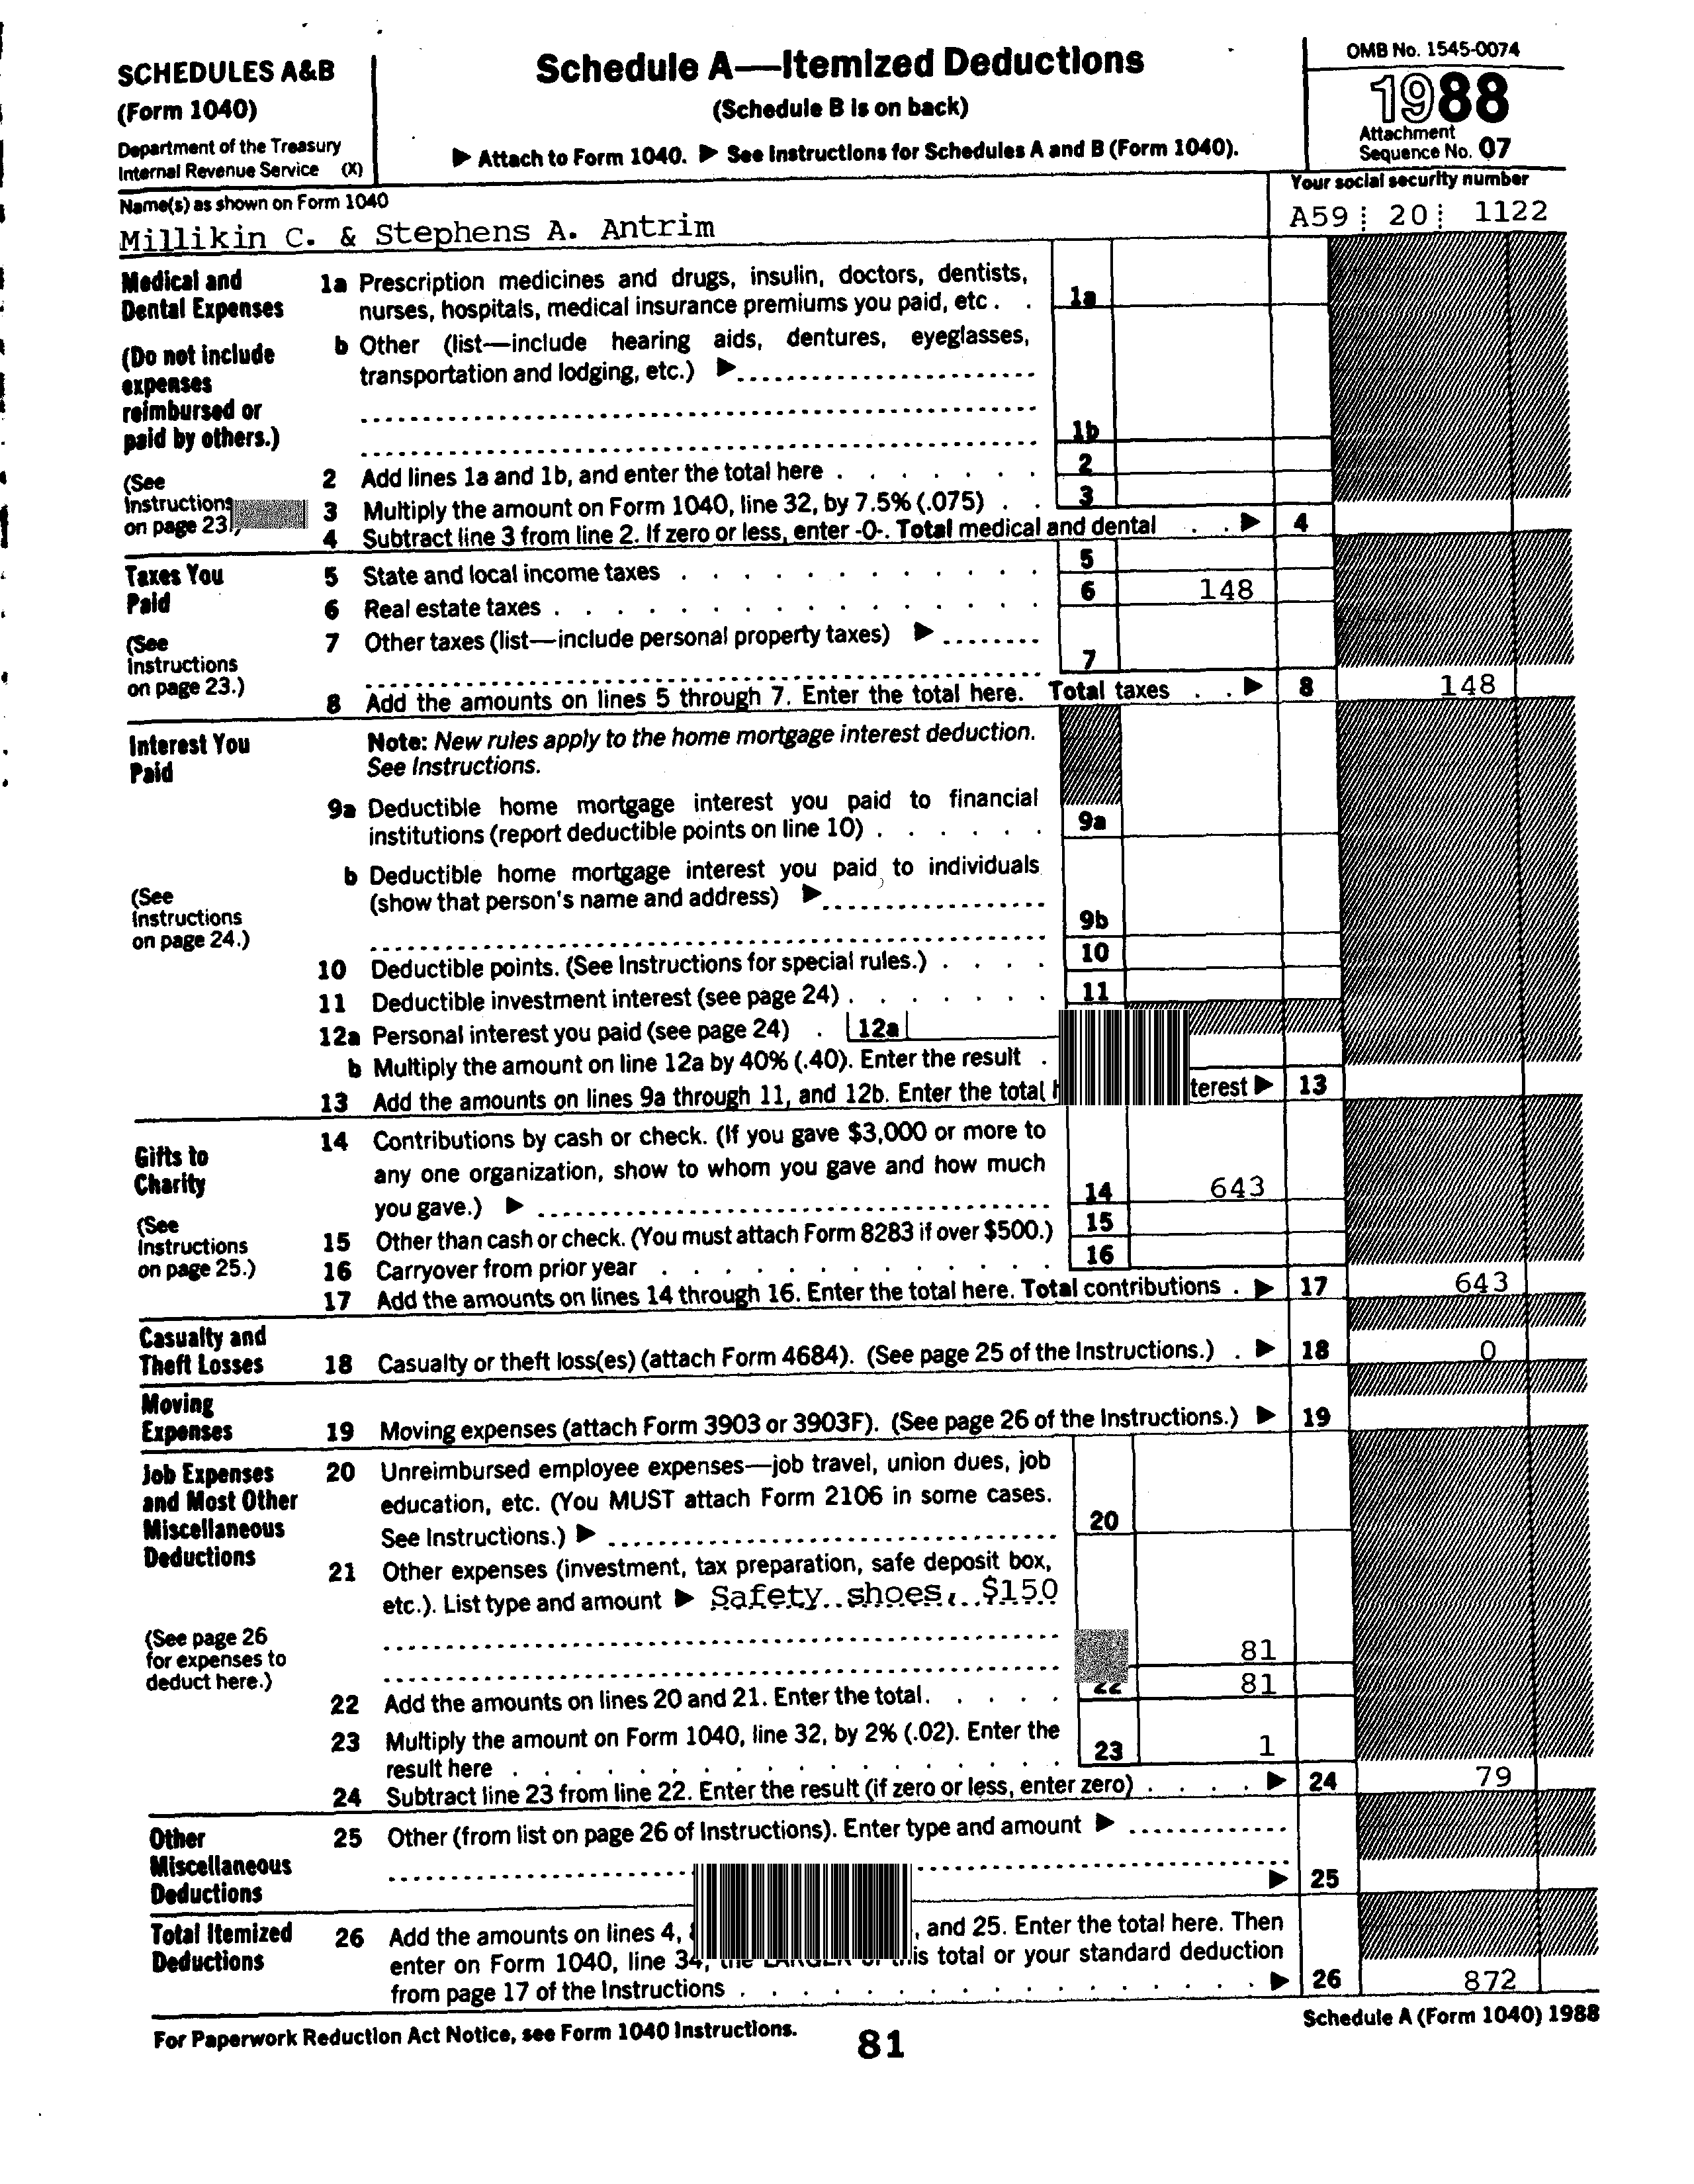 SCHEDULES A&B
(Form 1040)
Department of the Treasury
Internal Revenue Service (X)
Schedule A—Itemized Deductions
(Schedule B is on back)
▶ Attach to Form 1040. ▶ See Instructions for Schedules A and B (Form 1040).
OMB No. 1545-0074
1988
Attachment
Sequence No. 07
Name(s) as shown on Form 1040
Millikin C. & Stephens A. Antrim
Your social security number
A59 20 1122
Medical and
Dental Expenses
(Do not include
expenses
reimbursed or
paid by others.)
(See
Instructions
on page 23.)
1a Prescription medicines and drugs, insulin, doctors, dentists,
nurses, hospitals, medical insurance premiums you paid, etc . . 1a
b Other (list—include hearing aids, dentures, eyeglasses,
transportation and lodging, etc.) ▶
1b
2 Add lines 1a and 1b, and enter the total here . . . . . . . 2
3 Multiply the amount on Form 1040, line 32, by 7.5% (.075) . . 3
4 Subtract line 3 from line 2. If zero or less, enter -0-. Total medical and dental . . ▶ 4
Taxes You
Paid
(See
Instructions
on page 23.)
5 State and local income taxes . . . . . . . . . . . . 5
6 Real estate taxes . . . . . . . . . . . . . . . . 6 148
7 Other taxes (list—include personal property taxes) ▶
7
8 Add the amounts on lines 5 through 7. Enter the total here. Total taxes . . ▶ 8 148
Interest You
Paid
(See
Instructions
on page 24.)
Note: New rules apply to the home mortgage interest deduction.
See Instructions.
9a Deductible home mortgage interest you paid to financial
institutions (report deductible points on line 10) . . . . . . 9a
b Deductible home mortgage interest you paid to individuals
(show that person's name and address) ▶
9b
10 Deductible points. (See Instructions for special rules.) . . . . 10
11 Deductible investment interest (see page 24) . . . . . . . 11
12a Personal interest you paid (see page 24) . 12a
b Multiply the amount on line 12a by 40% (.40). Enter the result .
13 Add the amounts on lines 9a through 11, and 12b. Enter the total terest ▶ 13
Gifts to
Charity
(See
Instructions
on page 25.)
14 Contributions by cash or check. (If you gave $3,000 or more to
any one organization, show to whom you gave and how much
you gave.) ▶ 14 643
15 Other than cash or check. (You must attach Form 8283 if over $500.) 15
16 Carryover from prior year . . . . . . . . . . . . . 16
17 Add the amounts on lines 14 through 16. Enter the total here. Total contributions . ▶ 17 643
Casualty and
Theft Losses
18 Casualty or theft loss(es) (attach Form 4684). (See page 25 of the Instructions.) . ▶ 18 0
Moving
Expenses
19 Moving expenses (attach Form 3903 or 3903F). (See page 26 of the Instructions.) ▶ 19
Job Expenses
and Most Other
Miscellaneous
Deductions
(See page 26
for expenses to
deduct here.)
20 Unreimbursed employee expenses—job travel, union dues, job
education, etc. (You MUST attach Form 2106 in some cases.
See Instructions.) ▶ 20
21 Other expenses (investment, tax preparation, safe deposit box,
etc.). List type and amount ▶ Safety shoes, $150
81
22 Add the amounts on lines 20 and 21. Enter the total. . . . . 22 81
23 Multiply the amount on Form 1040, line 32, by 2% (.02). Enter the
result here . . . . . . . . . . . . . . . . . 23 1
24 Subtract line 23 from line 22. Enter the result (if zero or less, enter zero) . . . . ▶ 24 79
Other
Miscellaneous
Deductions
25 Other (from list on page 26 of Instructions). Enter type and amount ▶
▶ 25
Total Itemized
Deductions
26 Add the amounts on lines 4, , and 25. Enter the total here. Then
enter on Form 1040, line 34, the LARGER of this total or your standard deduction
from page 17 of the Instructions . . . . . . . . . . . . . . . . ▶ 26 872
For Paperwork Reduction Act Notice, see Form 1040 Instructions.
81
Schedule A (Form 1040) 1988